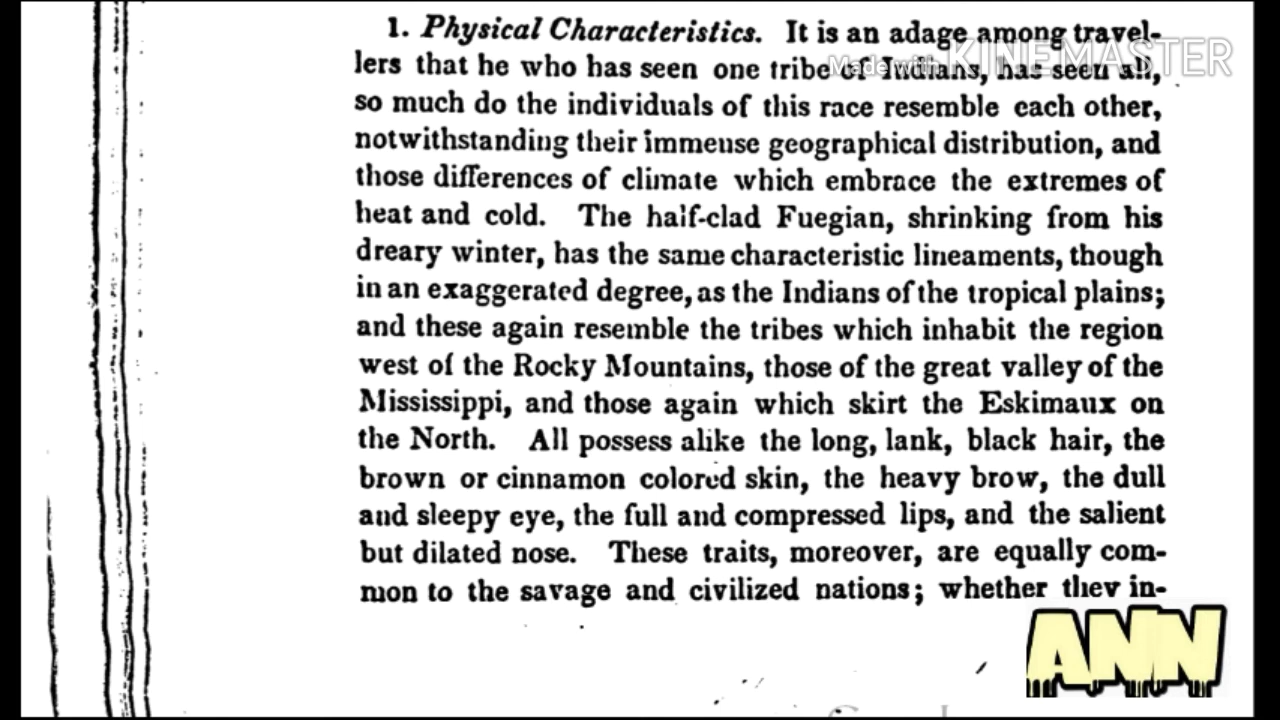 1. Physical Characteristics. It is an adage among travel-
lers that he who has seen one tribe of Indians, has seen all,
so much do the individuals of this race resemble each other,
notwithstanding their immense geographical distribution, and
those differences of climate which embrace the extremes of
heat and cold. The half-clad Fuegian, shrinking from his
dreary winter, has the same characteristic lineaments, though
in an exaggerated degree, as the Indians of the tropical plains;
and these again resemble the tribes which inhabit the region
west of the Rocky Mountains, those of the great valley of the
Mississippi, and those again which skirt the Eskimaux on
the North. All possess alike the long, lank, black hair, the
brown or cinnamon colored skin, the heavy brow, the dull
and sleepy eye, the full and compressed lips, and the salient
but dilated nose. These traits, moreover, are equally com-
mon to the savage and civilized nations; whether they in-
Made with KINEMASTER
ANN